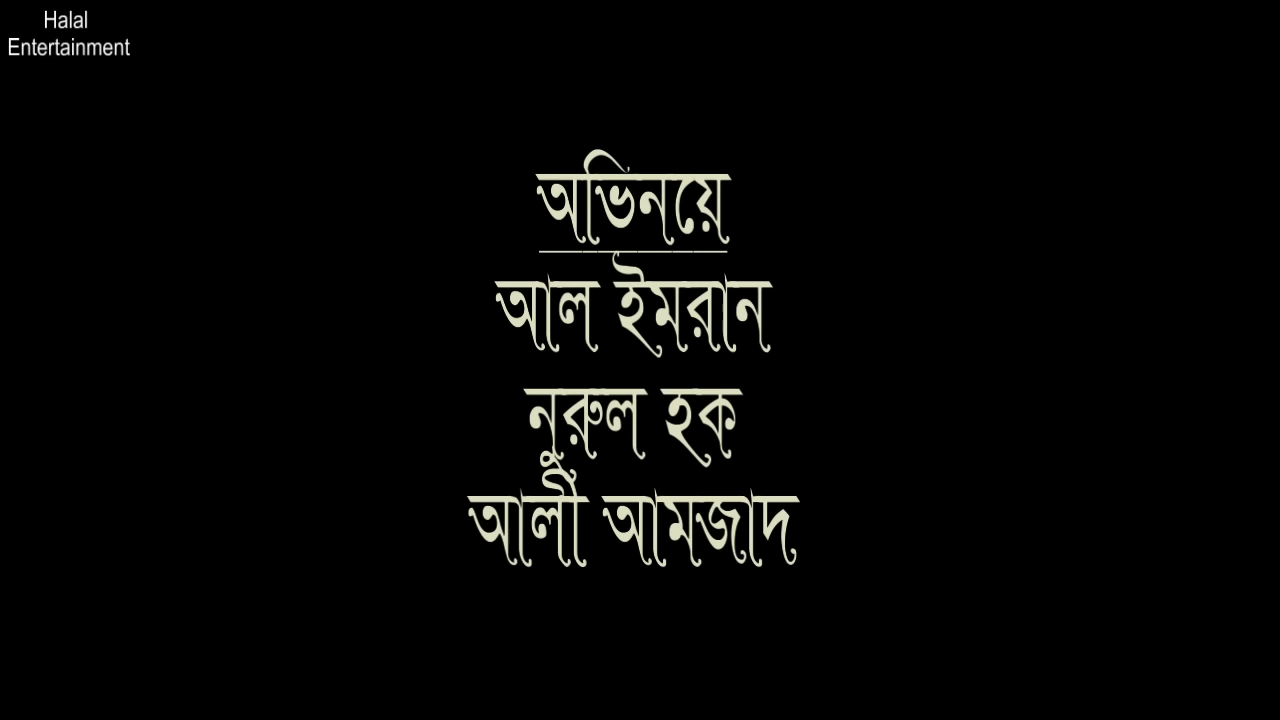 Halal
Entertainment
অভিনয়ে
আল ইমরান
নুরুল হক
আলী আমজাদ